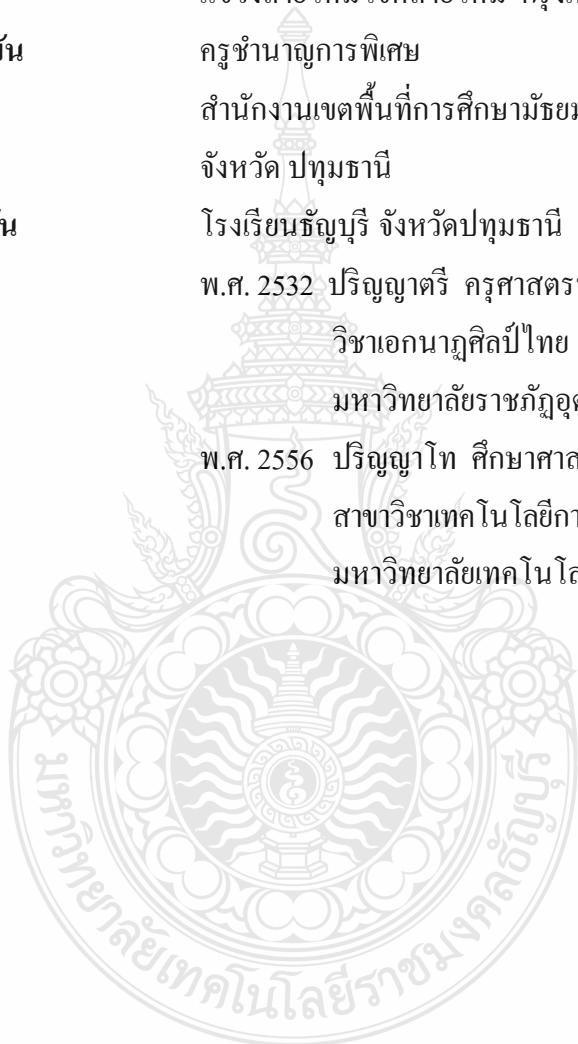 ครูชำนาญการพิเศษ
สำนักงานเขตพื้นที่การศึกษามัธยม
จังหวัด ปทุมธานี
โรงเรียนธัญบุรี จังหวัดปทุมธานี
พ.ศ. 2532 ปริญญาตรี ครุศาสตร
วิชาเอกนาฏศิลป์ไทย
มหาวิทยาลัยราชภัฏอุ
พ.ศ. 2556 ปริญญาโท ศึกษาศาส
สาขาวิชาเทคโนโลยีกา
มหาวิทยาลัยเทคโนโล
มหาวิทยาลัยเทคโนโลยีราชมงคลธัญบุรี